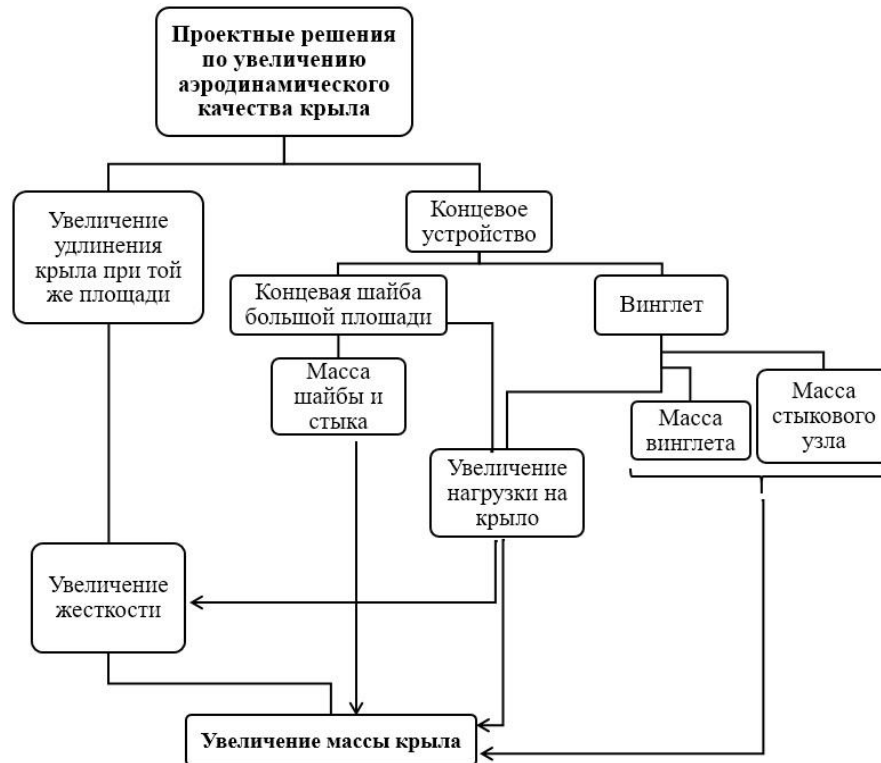 Проектные решения
по увеличению
аэродинамического
качества крыла
Увеличение
удлинения
крыла при той
же площади
Концевое
устройство
Концевая шайба
большой плошади
Винглет
Масса
шайбы и
стыка
Масса
винглета
Масса
стыкового
узла
Увеличение
нагрузки на
крыло
Увеличение
жесткости
Увеличение массы крыла